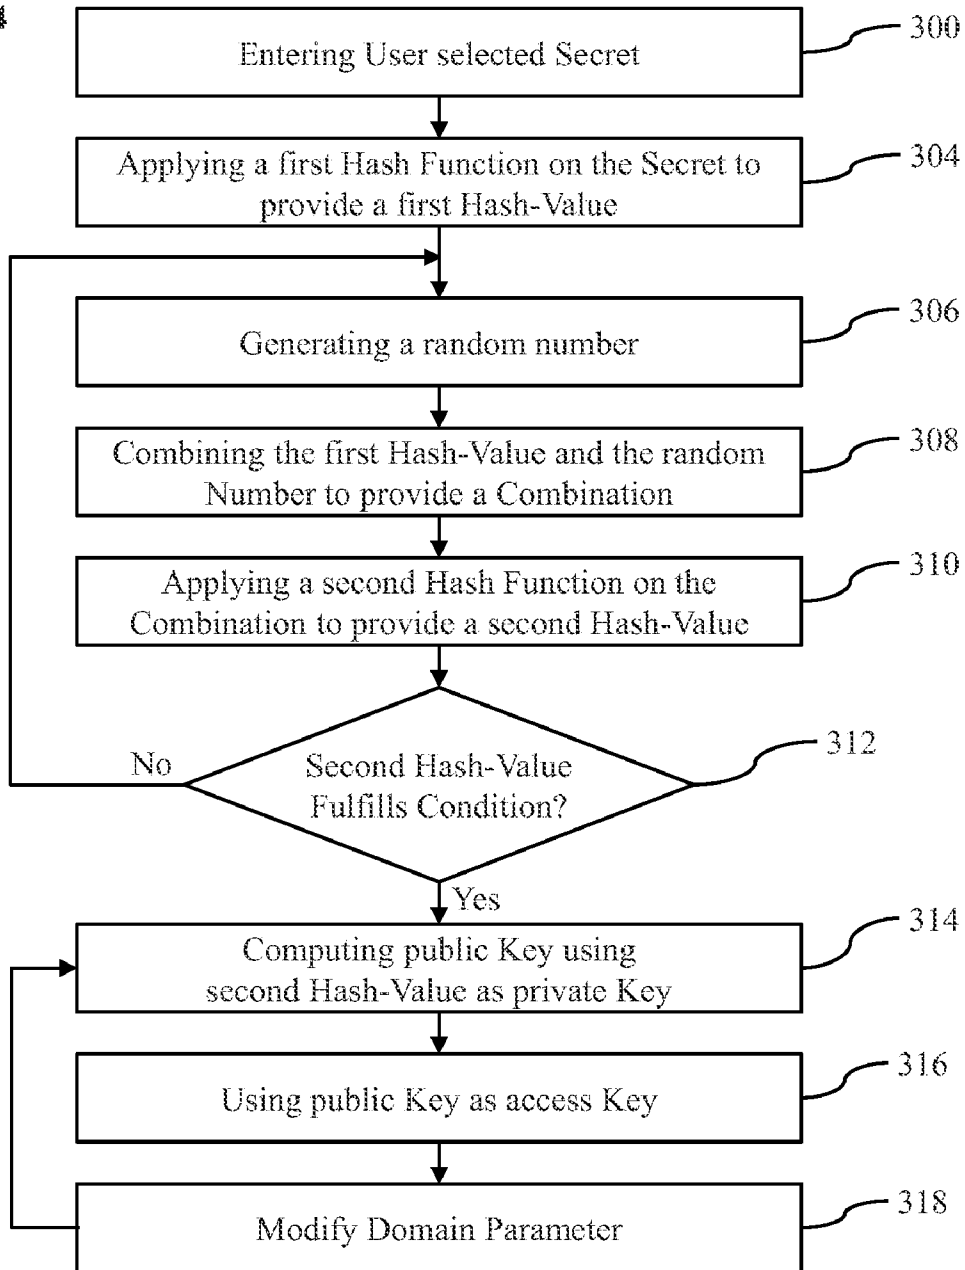 4
Entering User selected Secret
300
Applying a first Hash Function on the Secret to
provide a first Hash-Value
304
Generating a random number
306
Combining the first Hash-Value and the random
Number to provide a Combination
308
Applying a second Hash Function on the
Combination to provide a second Hash-Value
310
No
Second Hash-Value
Fulfills Condition?
312
Yes
Computing public Key using
second Hash-Value as private Key
314
Using public Key as access Key
316
Modify Domain Parameter
318